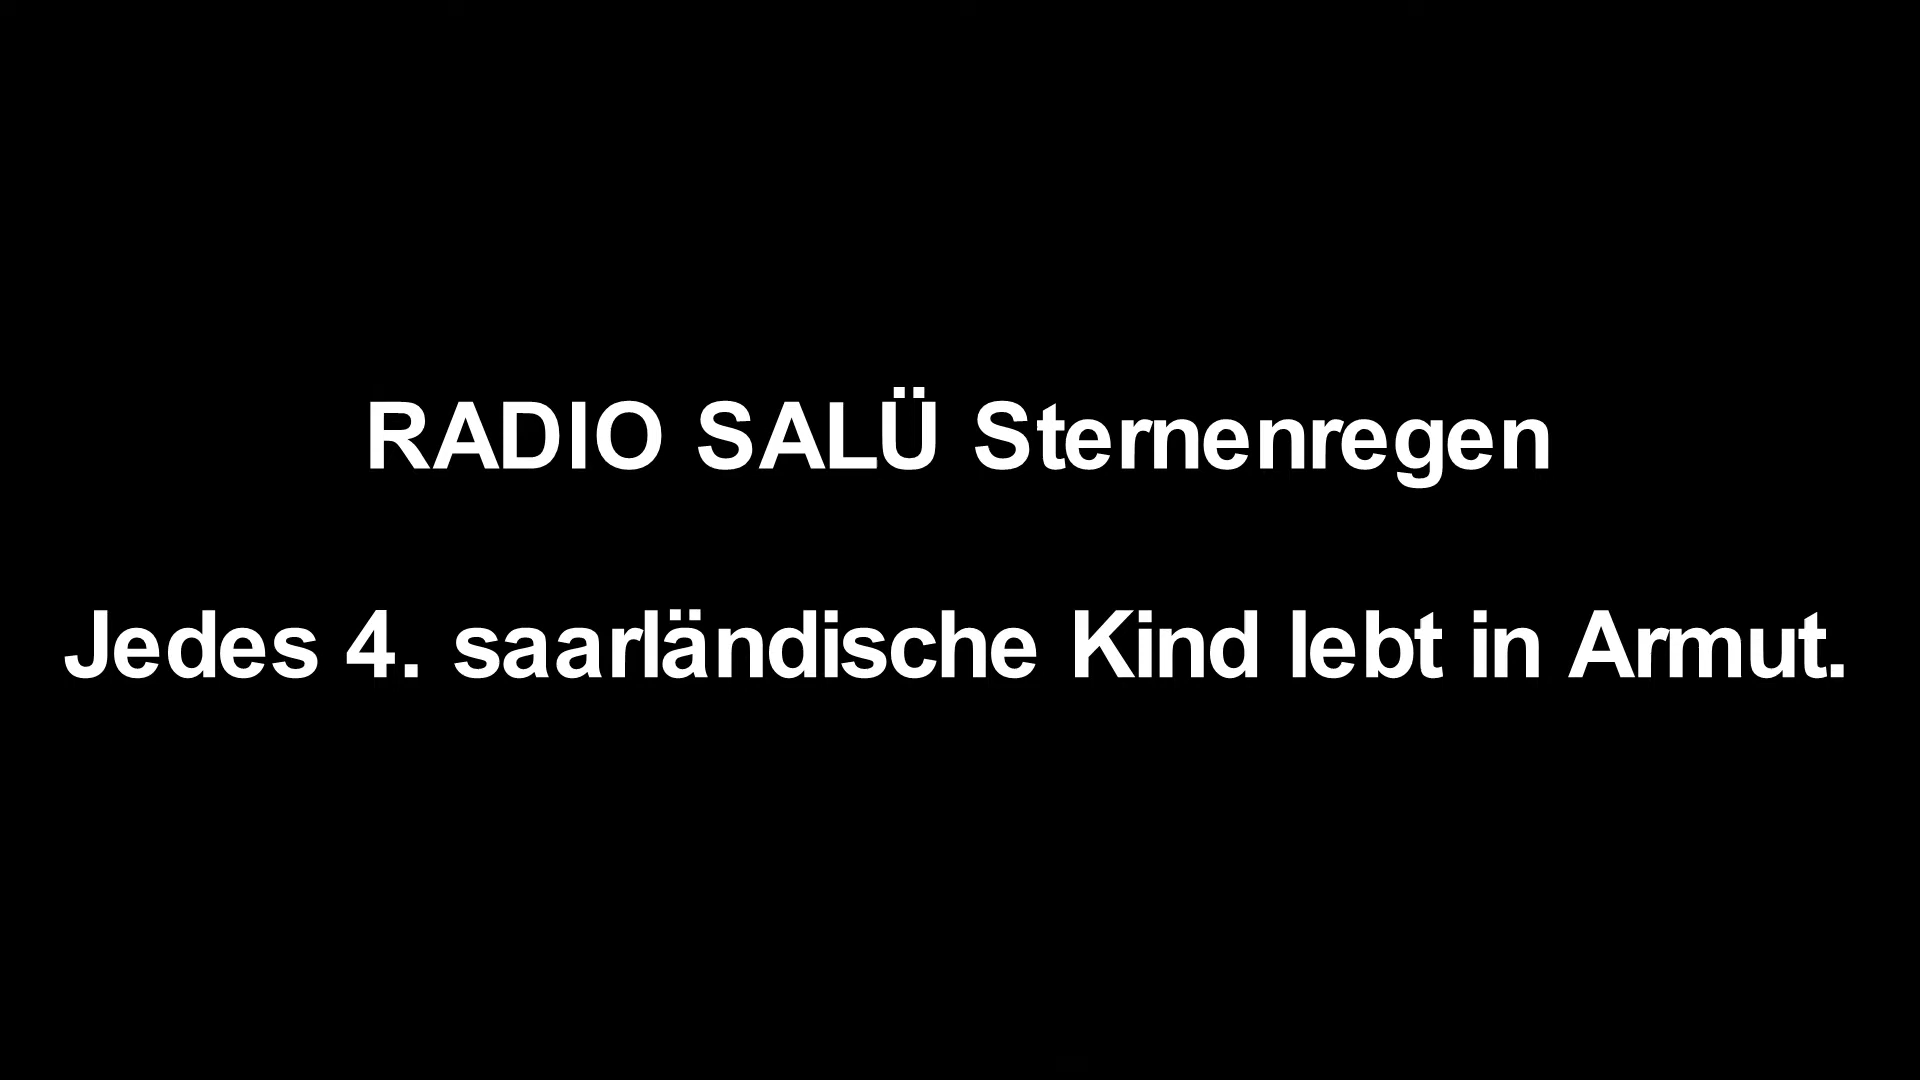 RADIO SALÜ Sternenregen
Jedes 4. saarländische Kind lebt in Armut.